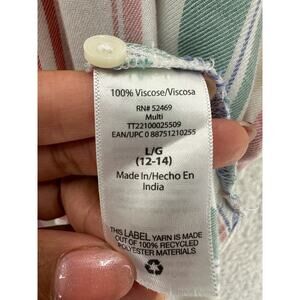 100% Viscose/Viscosa
RN# 52469
Multi
TT22100025509
EAN/UPC 0 88751210255
L/G
(12-14)
Made In/Hecho En
India
THIS LABEL YARN IS MADE
OUT OF 100% RECYCLED
POLYESTER MATERIALS